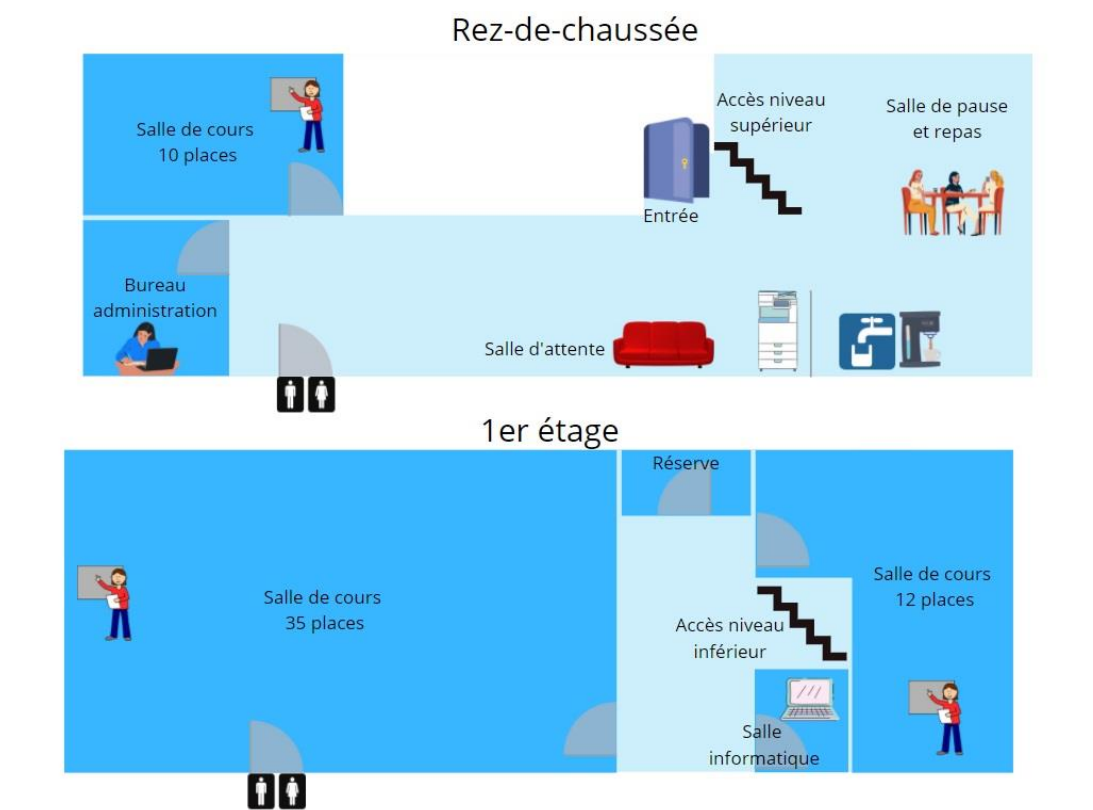 Rez-de-chaussée
Salle de cours
10 places
Accès niveau
supérieur
Salle de pause
et repas
Entrée
Bureau
administration
Salle d'attente
1er étage
Réserve
Salle de cours
35 places
Accès niveau
inférieur
Salle de cours
12 places
Salle
informatique